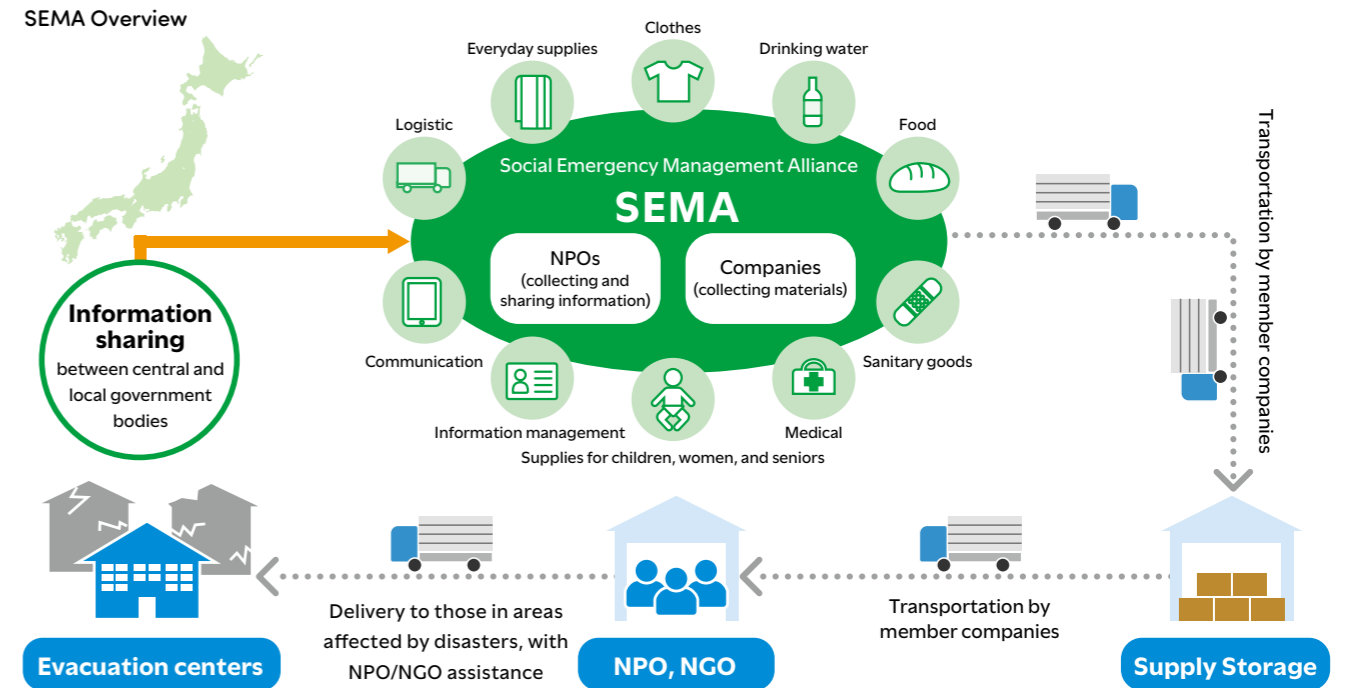 SEMA Overview
Clothes
Everyday supplies
Drinking water
Logistic
Food
Social Emergency Management Alliance
SEMA
NPOs
(collecting and
sharing information)
Companies
(collecting materials)
Transportation by member companies
Information
sharing
between central and
local government
bodies
Communication
Sanitary goods
Information management
Medical
Supplies for children, women, and seniors
Delivery to those in areas
affected by disasters, with
NPO/NGO assistance
Transportation by
member companies
Evacuation centers
NPO, NGO
Supply Storage